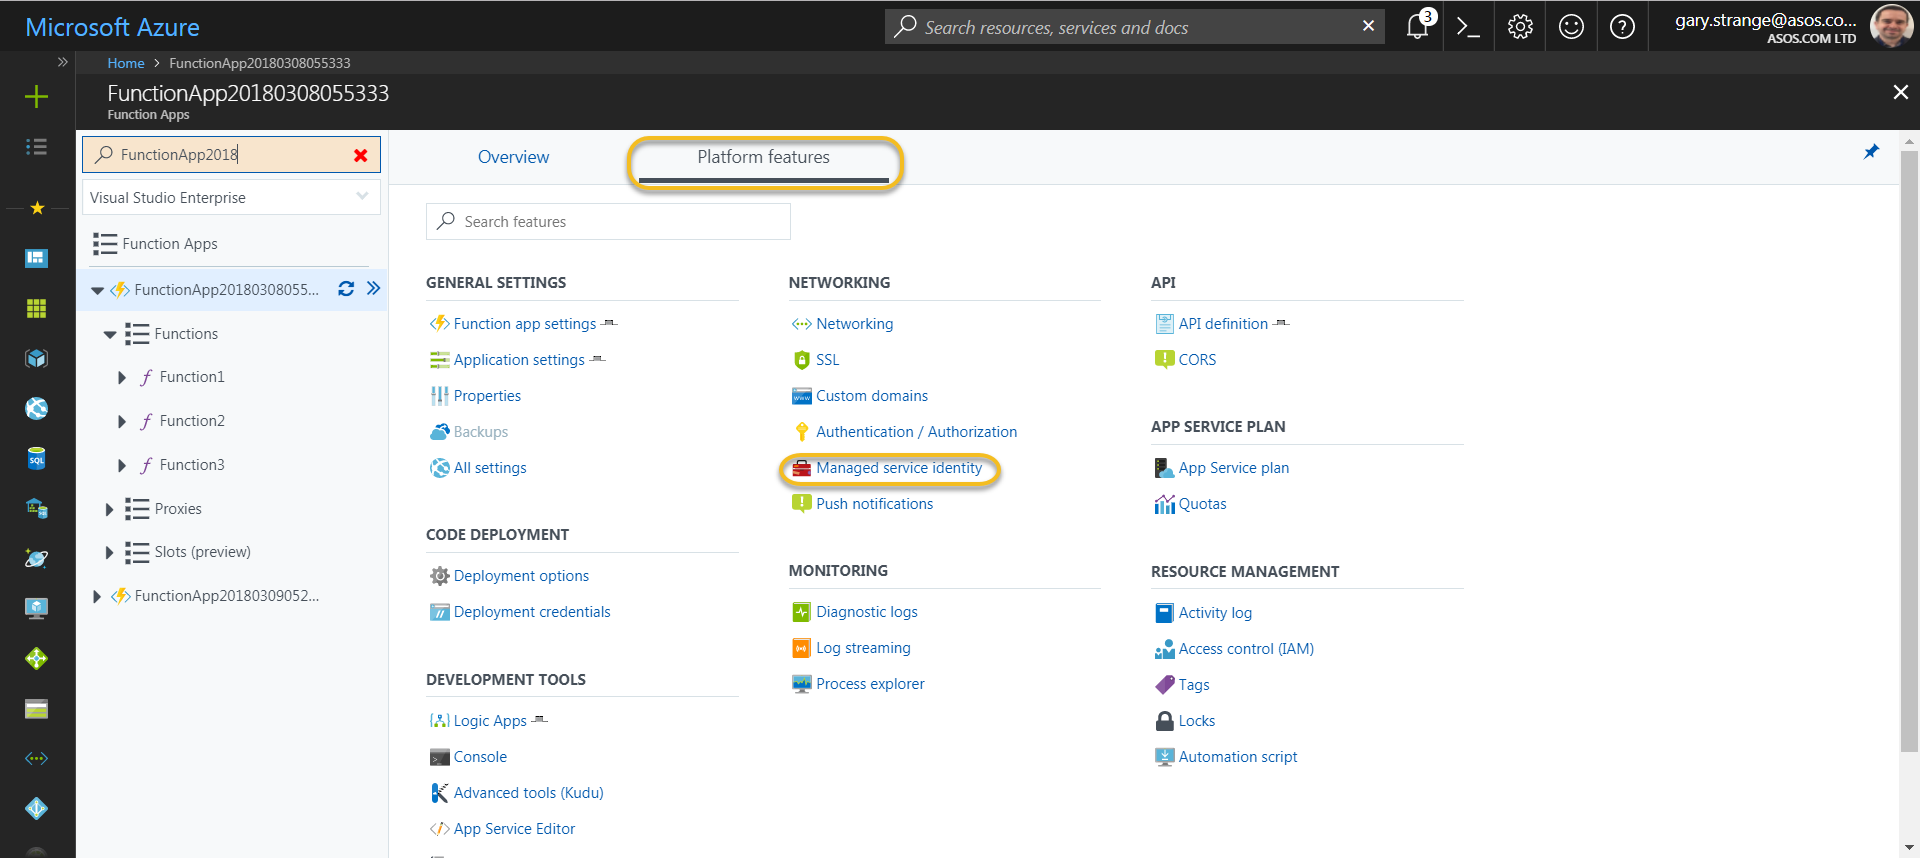 Microsoft Azure
Search resources, services and docs
3
gary.strange@asos.co...
ASOS.COM LTD
Home > FunctionApp20180308055333
FunctionApp20180308055333
Function Apps
FunctionApp2018
Visual Studio Enterprise
Function Apps
FunctionApp20180308055...
Functions
Function1
Function2
Function3
Proxies
Slots (preview)
FunctionApp20180309052...
Overview
Platform features
Search features
GENERAL SETTINGS
Function app settings
Application settings
Properties
Backups
All settings
CODE DEPLOYMENT
Deployment options
Deployment credentials
DEVELOPMENT TOOLS
Logic Apps
Console
Advanced tools (Kudu)
App Service Editor
NETWORKING
Networking
SSL
Custom domains
Authentication / Authorization
Managed service identity
Push notifications
MONITORING
Diagnostic logs
Log streaming
Process explorer
API
API definition
CORS
APP SERVICE PLAN
App Service plan
Quotas
RESOURCE MANAGEMENT
Activity log
Access control (IAM)
Tags
Locks
Automation script
SQL